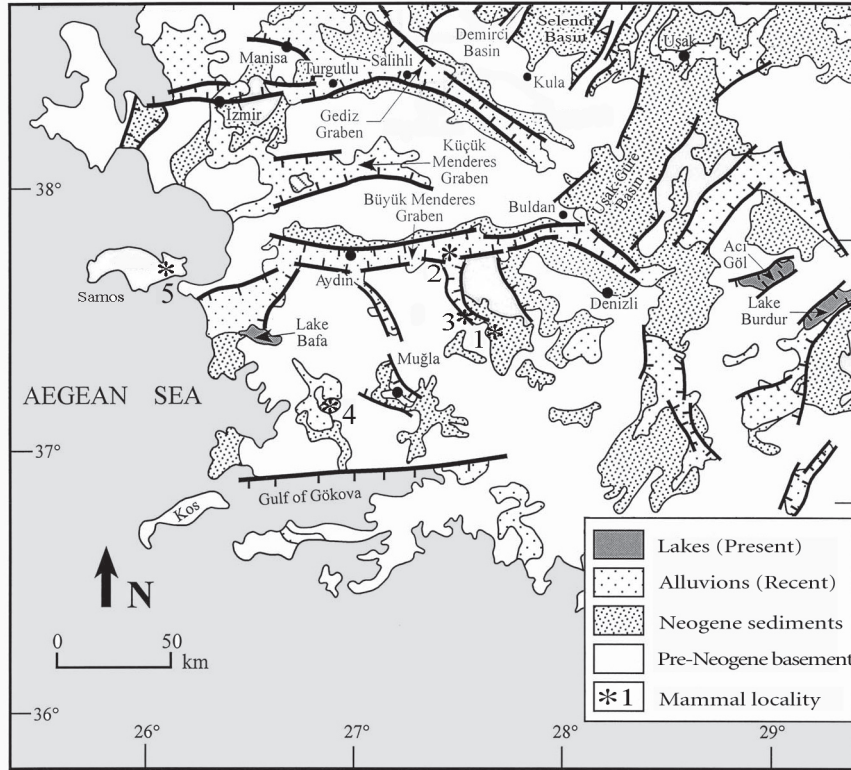 Manisa
Turgutlu
Salihli
Demirci
Basin
Selendi
Basin
Uşak
Kula
İzmir
Gediz
Graben
Küçük
Menderes
Graben
Büyük Menderes
Graben
Buldan
Uşak Güre
Basin
38°
Samos
5
Aydın
2
3
1
Denizli
Aci
Göl
Lake
Burdur
Lake
Bafa
Muğla
4
AEGEAN SEA
37°
Gulf of Gökova
Kos
N
0 50
km
Lakes (Present)
Alluvions (Recent)
Neogene sediments
Pre-Neogene basement
*1 Mammal locality
36°
26° 27° 28° 29°